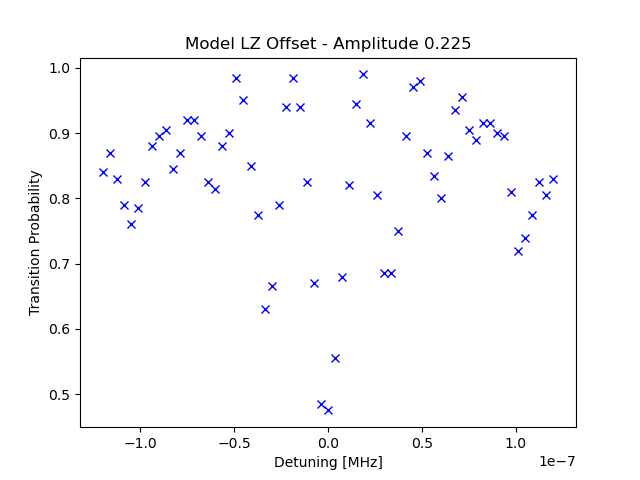 Model LZ Offset - Amplitude 0.225
1.0
0.9
0.8
0.7
0.6
0.5
Transition Probability
−1.0
−0.5
0.0
0.5
1.0
1e−7
Detuning [MHz]